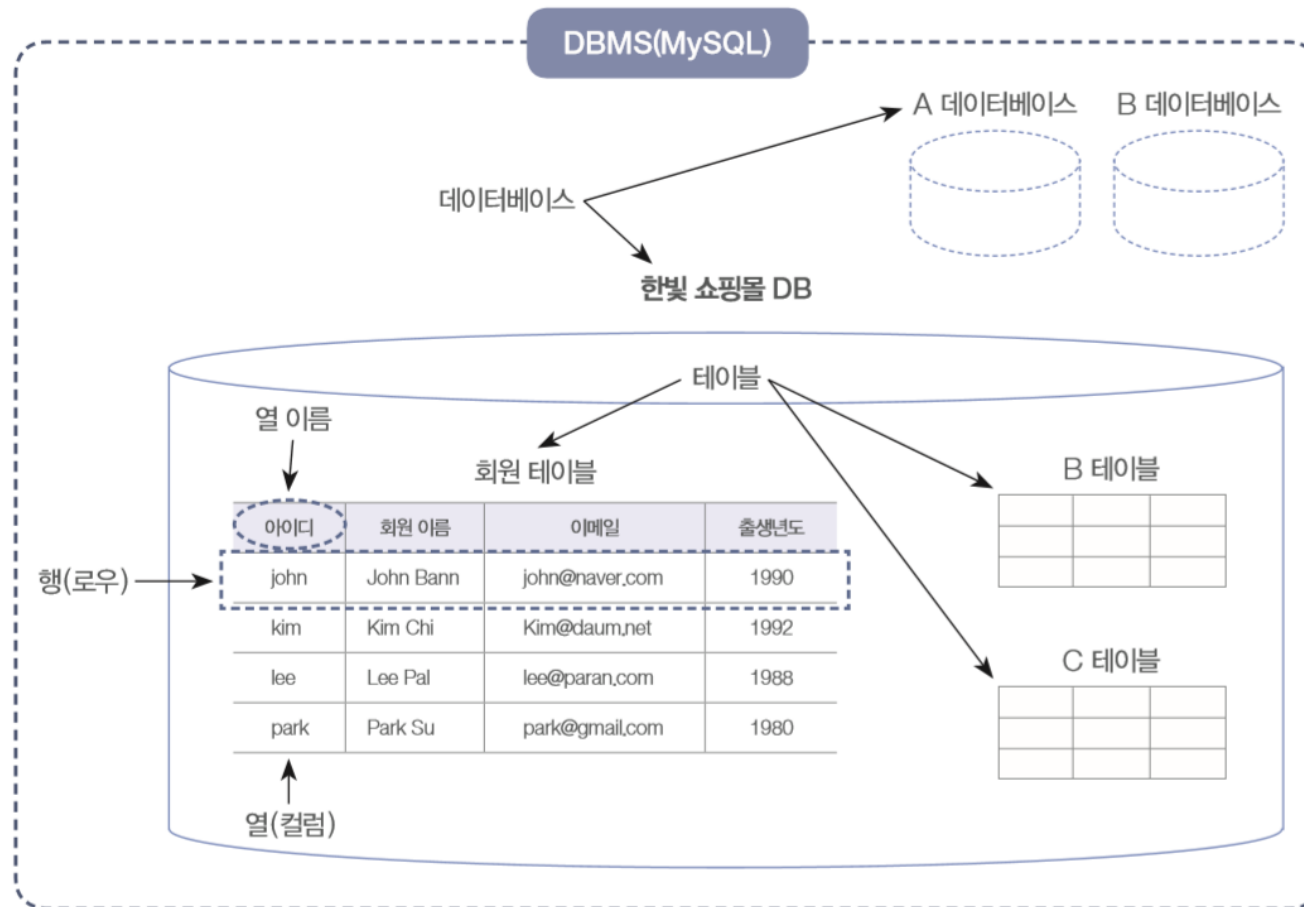 DBMS(MySQL)
A 데이터베이스
B 데이터베이스
데이터베이스
한빛 쇼핑몰 DB
테이블
열 이름
회원 테이블
B 테이블
아이디 회원 이름 이메일 출생년도
행(로우)
john John Bann john@naver.com 1990
kim Kim Chi Kim@daum.net 1992
lee Lee Pal lee@paran.com 1988
C 테이블
park Park Su park@gmail.com 1980
열(컬럼)